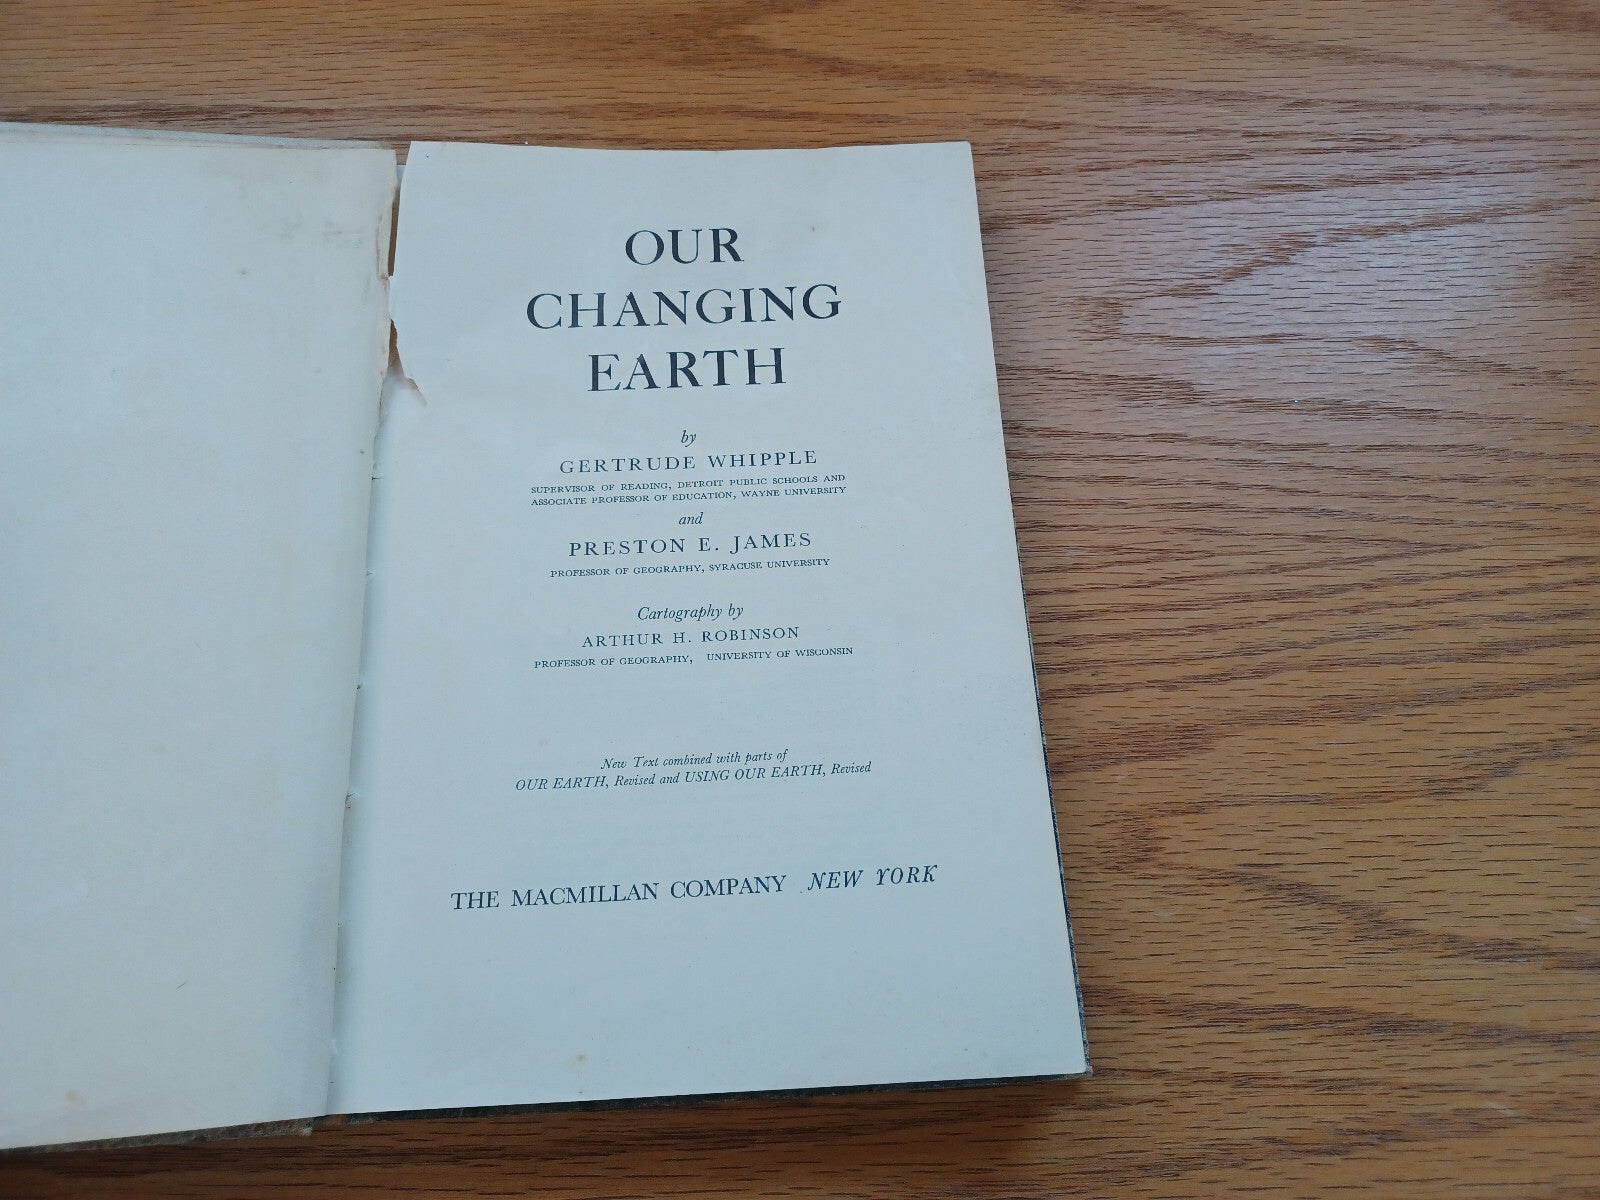 OUR
CHANGING
EARTH
by
GERTRUDE WHIPPLE
SUPERVISOR OF READING, DETROIT PUBLIC SCHOOLS AND
ASSOCIATE PROFESSOR OF EDUCATION, WAYNE UNIVERSITY
and
PRESTON E. JAMES
PROFESSOR OF GEOGRAPHY, SYRACUSE UNIVERSITY
Cartography by
ARTHUR H. ROBINSON
PROFESSOR OF GEOGRAPHY, UNIVERSITY OF WISCONSIN
New Text combined with parts of
OUR EARTH, Revised and USING OUR EARTH, Revised
THE MACMILLAN COMPANY NEW YORK